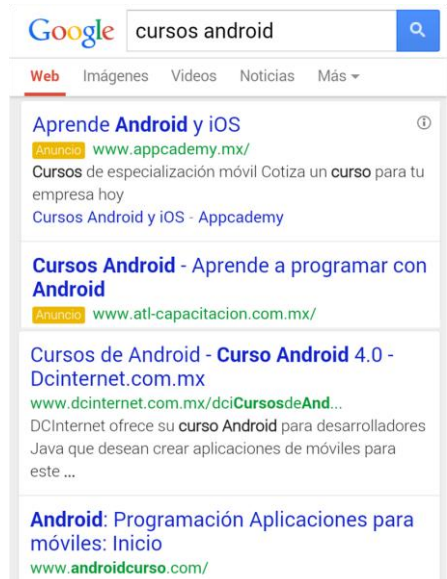 Google cursos android
Web Imágenes Videos Noticias Más
Aprende Android y iOS
Anuncio www.appcademy.mx/
Cursos de especialización móvil Cotiza un curso para tu
empresa hoy
Cursos Android y iOS - Appcademy
Cursos Android - Aprende a programar con
Android
Anuncio www.atl-capacitacion.com.mx/
Cursos de Android - Curso Android 4.0 -
Dcinternet.com.mx
www.dcinternet.com.mx/dciCursosdeAnd...
DCInternet ofrece su curso Android para desarrolladores
Java que desean crear aplicaciones de móviles para
este ...
Android: Programación Aplicaciones para
móviles: Inicio
www.androidcurso.com/